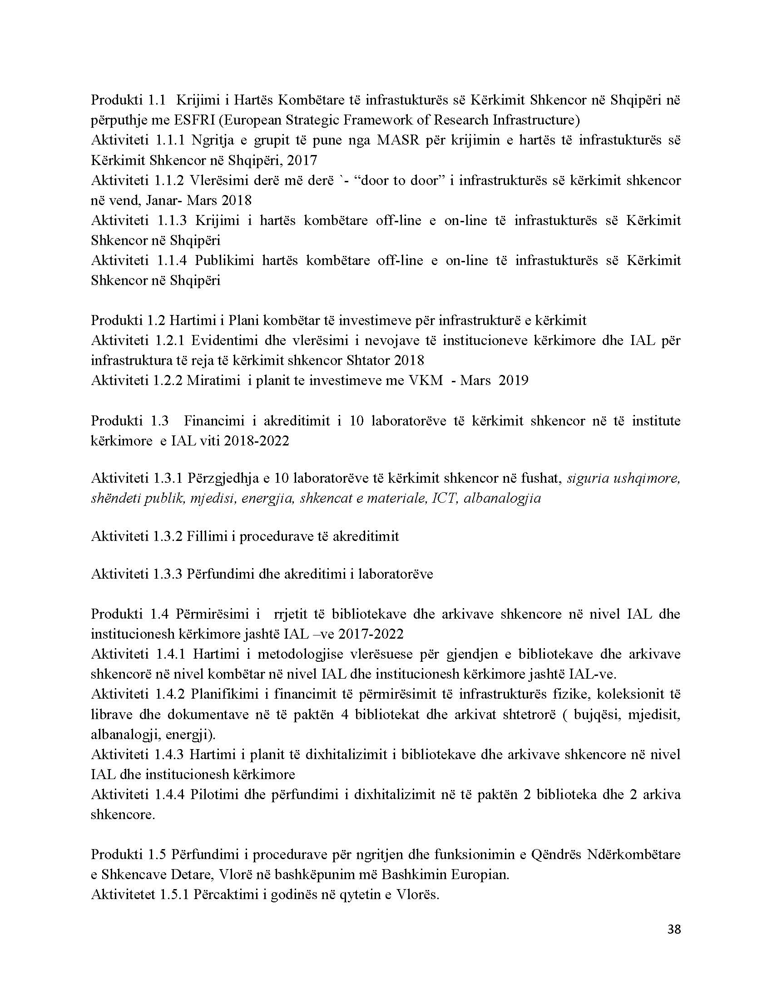 Produkti 1.1  Krijimi i Hartës Kombëtare të infrastukturës së Kërkimit Shkencor në Shqipëri në
përputhje me ESFRI (European Strategic Framework of Research Infrastructure)
Aktiviteti 1.1.1 Ngritja e grupit të pune nga MASR për krijimin e hartës të infrastukturës së
Kërkimit Shkencor në Shqipëri, 2017
Aktiviteti 1.1.2 Vlerësimi derë më derë `- “door to door” i infrastrukturës së kërkimit shkencor
në vend, Janar- Mars 2018
Aktiviteti 1.1.3 Krijimi i hartës kombëtare off-line e on-line të infrastukturës së Kërkimit
Shkencor në Shqipëri
Aktiviteti 1.1.4 Publikimi hartës kombëtare off-line e on-line të infrastukturës së Kërkimit
Shkencor në Shqipëri
Produkti 1.2 Hartimi i Plani kombëtar të investimeve për infrastrukturë e kërkimit
Aktiviteti 1.2.1 Evidentimi dhe vlerësimi i nevojave të institucioneve kërkimore dhe IAL për
infrastruktura të reja të kërkimit shkencor Shtator 2018
Aktiviteti 1.2.2 Miratimi  i planit te investimeve me VKM  - Mars  2019
Produkti 1.3  Financimi i akreditimit i 10 laboratorëve të kërkimit shkencor në të institute
kërkimore  e IAL viti 2018-2022
Aktiviteti 1.3.1 Përzgjedhja e 10 laboratorëve të kërkimit shkencor në fushat, siguria ushqimore,
shëndeti publik, mjedisi, energjia, shkencat e materiale, ICT, albanalogjia
Aktiviteti 1.3.2 Fillimi i procedurave të akreditimit
Aktiviteti 1.3.3 Përfundimi dhe akreditimi i laboratorëve
Produkti 1.4 Përmirësimi i  rrjetit të bibliotekave dhe arkivave shkencore në nivel IAL dhe
institucionesh kërkimore jashtë IAL –ve 2017-2022
Aktiviteti 1.4.1 Hartimi i metodologjise vlerësuese për gjendjen e bibliotekave dhe arkivave
shkencorë në nivel kombëtar në nivel IAL dhe institucionesh kërkimore jashtë IAL-ve.
Aktiviteti 1.4.2 Planifikimi i financimit të përmirësimit të infrastrukturës fizike, koleksionit të
librave dhe dokumentave në të paktën 4 bibliotekat dhe arkivat shtetrorë ( bujqësi, mjedisit,
albanalogji, energji).
Aktiviteti 1.4.3 Hartimi i planit të dixhitalizimit i bibliotekave dhe arkivave shkencore në nivel
IAL dhe institucionesh kërkimore
Aktiviteti 1.4.4 Pilotimi dhe përfundimi i dixhitalizimit në të paktën 2 biblioteka dhe 2 arkiva
shkencore.
Produkti 1.5 Përfundimi i procedurave për ngritjen dhe funksionimin e Qëndrës Ndërkombëtare
e Shkencave Detare, Vlorë në bashkëpunim më Bashkimin Europian.
Aktivitetet 1.5.1 Përcaktimi i godinës në qytetin e Vlorës.
38